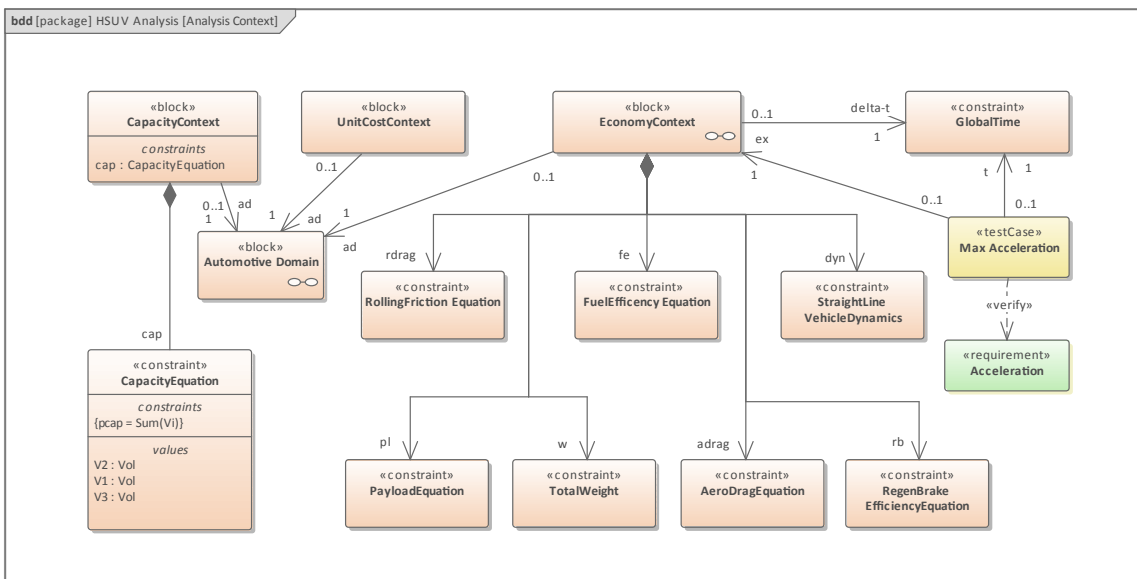 bdd [package] HSUV Analysis [Analysis Context]
«block»
CapacityContext
constraints
cap : CapacityEquation
«block»
UnitCostContext
«block»
EconomyContext
«constraint»
GlobalTime
0..1
delta-t
1
ex
1
0..1
t
1
0..1
0..1
0..1
1
ad
1
ad
0..1
1
ad
«block»
Automotive Domain
«testCase»
Max Acceleration
«verify»
«requirement»
Acceleration
rdrag
fe
dyn
«constraint»
RollingFriction Equation
«constraint»
FuelEfficency Equation
«constraint»
StraightLine
VehicleDynamics
cap
«constraint»
CapacityEquation
constraints
{pcap = Sum(Vi)}
values
V2 : Vol
V1 : Vol
V3 : Vol
pl
w
adrag
rb
«constraint»
PayloadEquation
«constraint»
TotalWeight
«constraint»
AeroDragEquation
«constraint»
RegenBrake
EfficiencyEquation